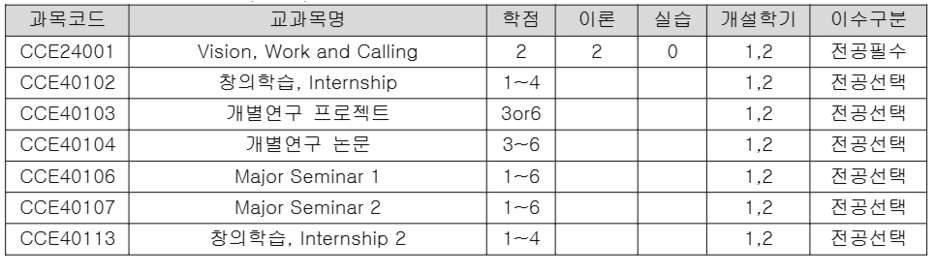 과목코드 교과목명 학점 이론 실습 개설학기 이수구분
CCE24001 Vision, Work and Calling 2 2 0 1,2 전공필수
CCE40102 창의학습, Internship 1~4 1,2 전공선택
CCE40103 개별연구 프로젝트 3or6 1,2 전공선택
CCE40104 개별연구 논문 3~6 1,2 전공선택
CCE40106 Major Seminar 1 1~6 1,2 전공선택
CCE40107 Major Seminar 2 1~6 1,2 전공선택
CCE40113 창의학습, Internship 2 1~4 1,2 전공선택